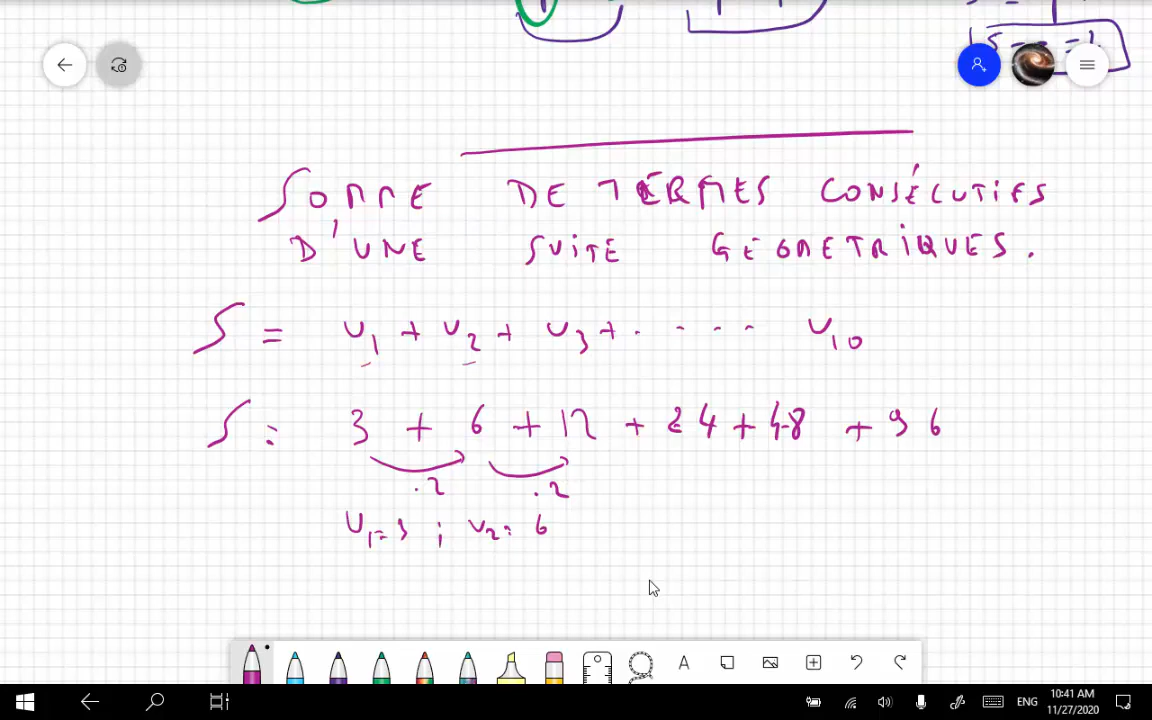 SOMME DE TERMES CONSÉCUTIFS
D'UNE SUITE GEOMETRIQUES.
S = U1 + U2 + U3 + . . . . . U10
S = 3 + 6 + 12 + 24 + 48 + 96
.2 .2
U1 = 3 ; U2 = 6
A
ENG
10:41 AM
11/27/2020